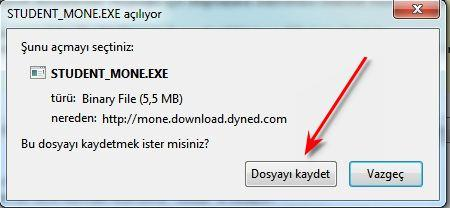 STUDENT_MONE.EXE açılıyor
Şunu açmayı seçtiniz:
STUDENT_MONE.EXE
türü: Binary File (5,5 MB)
nereden: http://mone.download.dyned.com
Bu dosyayı kaydetmek ister misiniz?
Dosyayı kaydet Vazgeç